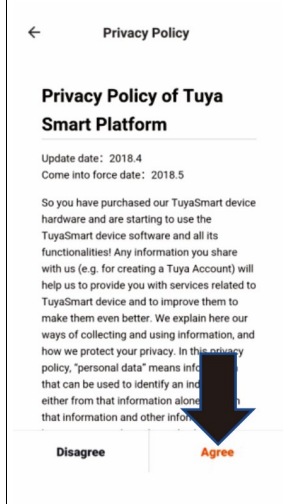 Privacy Policy
Privacy Policy of Tuya
Smart Platform
Update date: 2018.4
Come into force date: 2018.5
So you have purchased our TuyaSmart device
hardware and are starting to use the
TuyaSmart device software and all its
functionalities! Any information you share
with us (e.g. for creating a Tuya Account) will
help us to provide you with services related to
TuyaSmart device and to improve them to
make them even better. We explain here our
ways of collecting and using information, and
how we protect your privacy. In this privacy
policy, "personal data" means
that can be used to identify an
either from that information alone
that information and other
Disagree
Agree